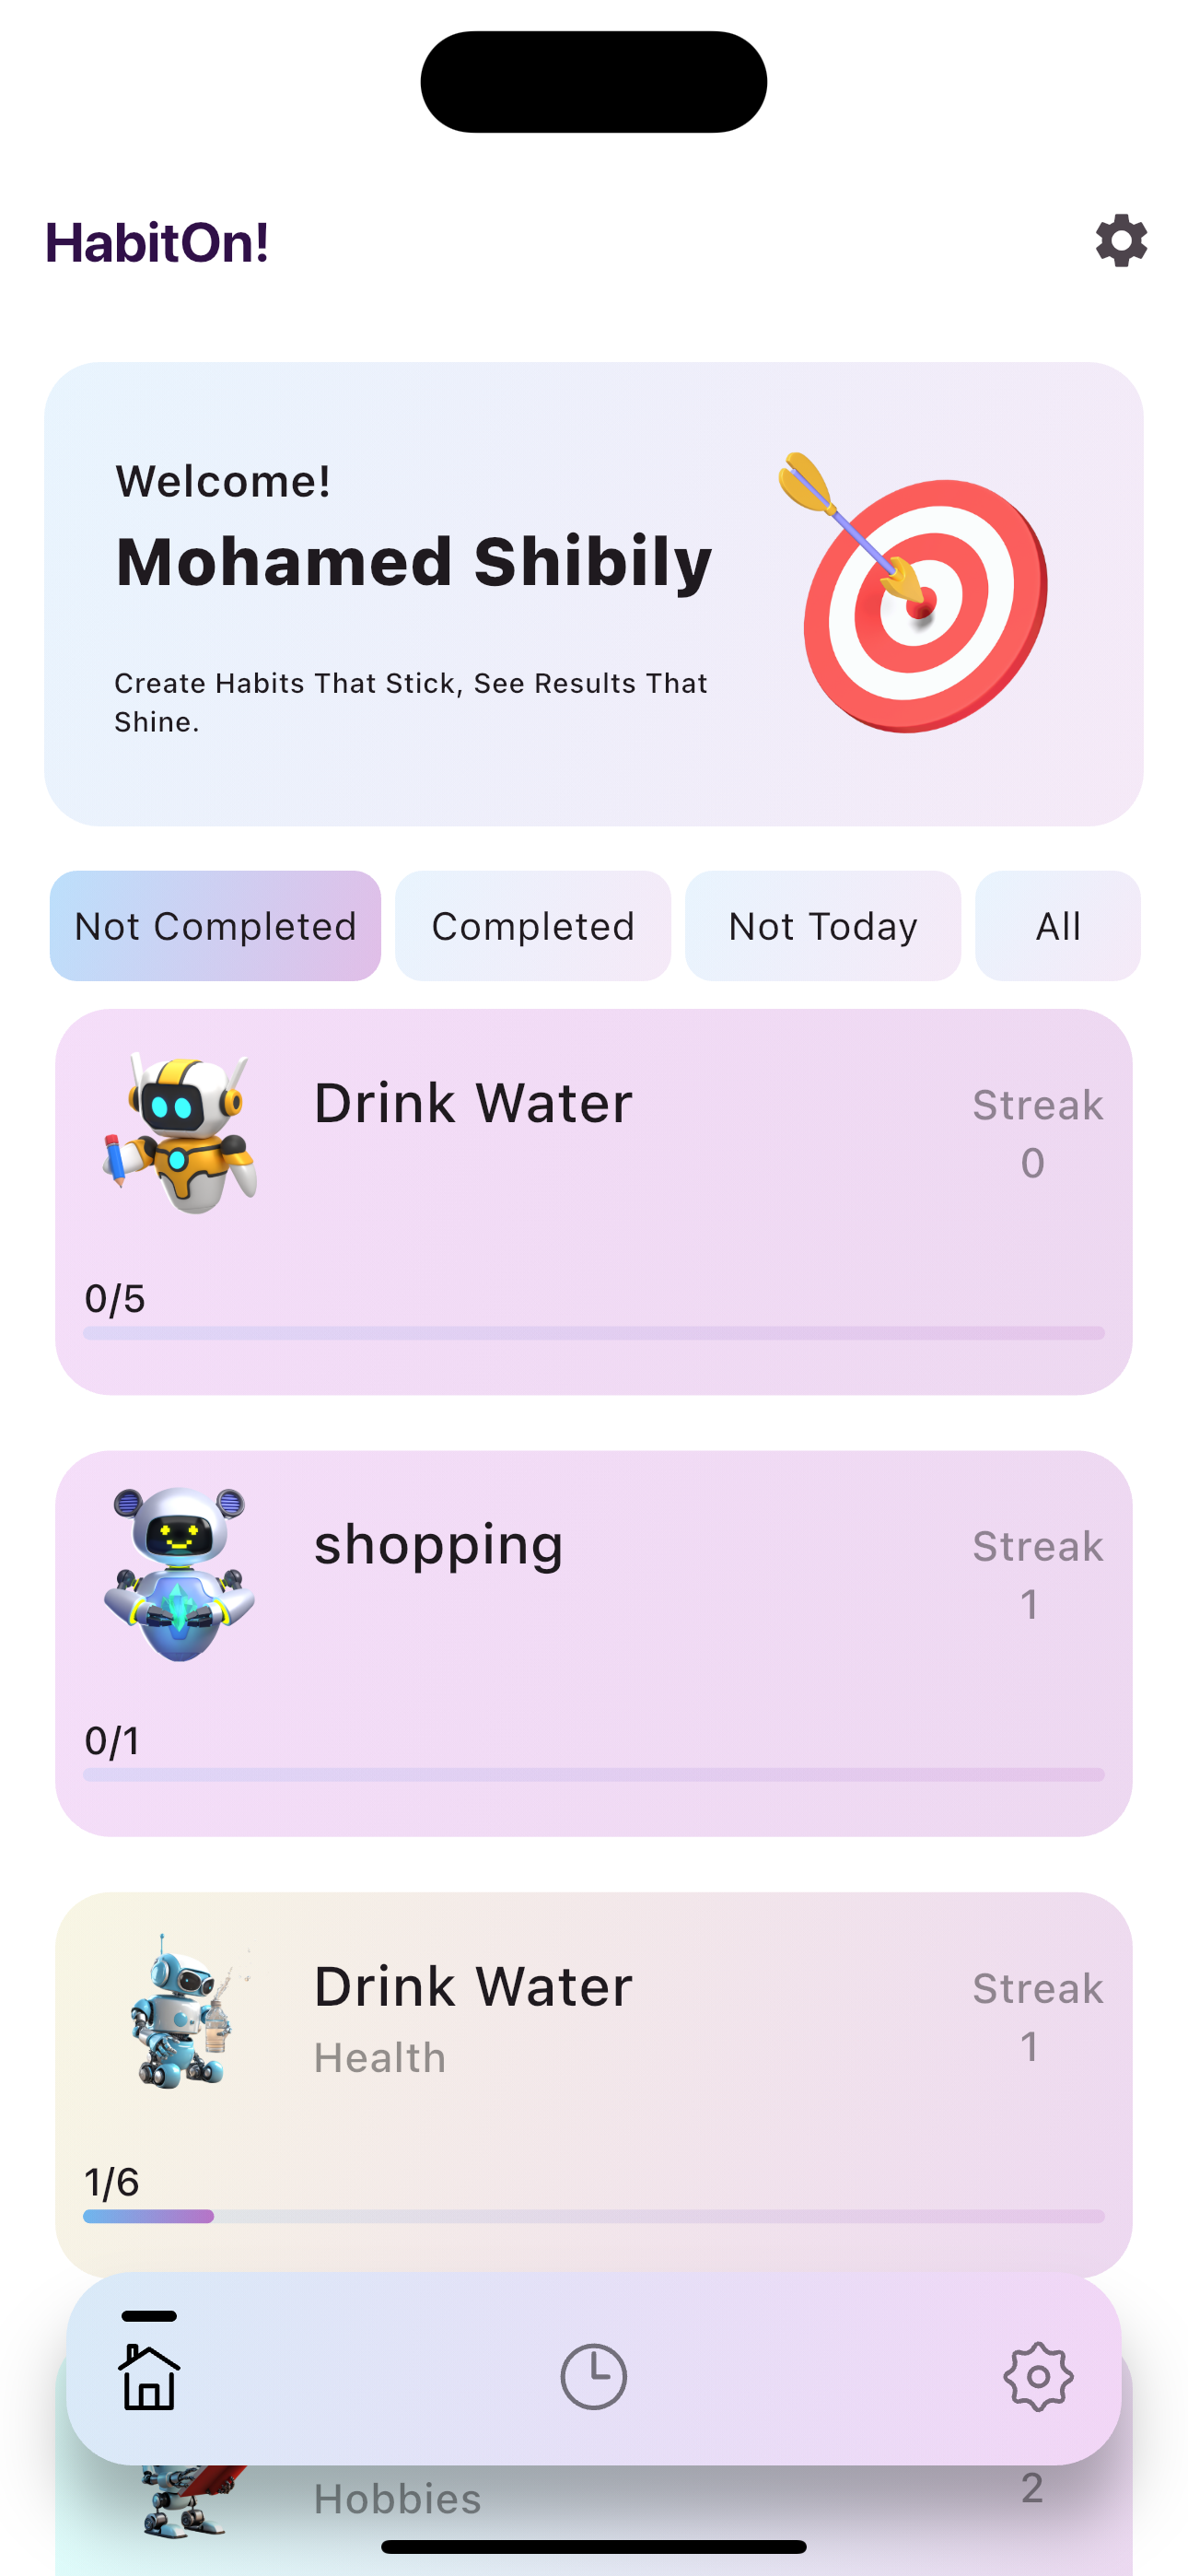 HabitOn!
Welcome!
Mohamed Shibily
Create Habits That Stick, See Results That
Shine.
Not Completed
Completed
Not Today
All
Drink Water
Streak
0
0/5
shopping
Streak
1
0/1
Drink Water
Health
Streak
1
1/6
Hobbies
2